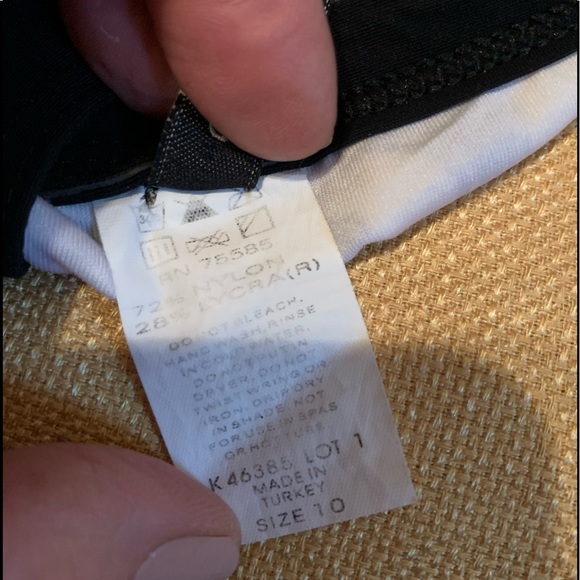 RN 75585
72% NYLON
28% LYCRA(R)
DO NOT BLEACH,
HAND WASH, RINSE
IN COLD WATER,
DO NOT PUT IN
DRYER, DO NOT
TWIST WRING OR
IRON, DRIP DRY
IN SHADE, NOT
FOR USE IN SPAS
OR HOT TUBS
K46385 LOT 1
MADE IN
TURKEY
SIZE 10